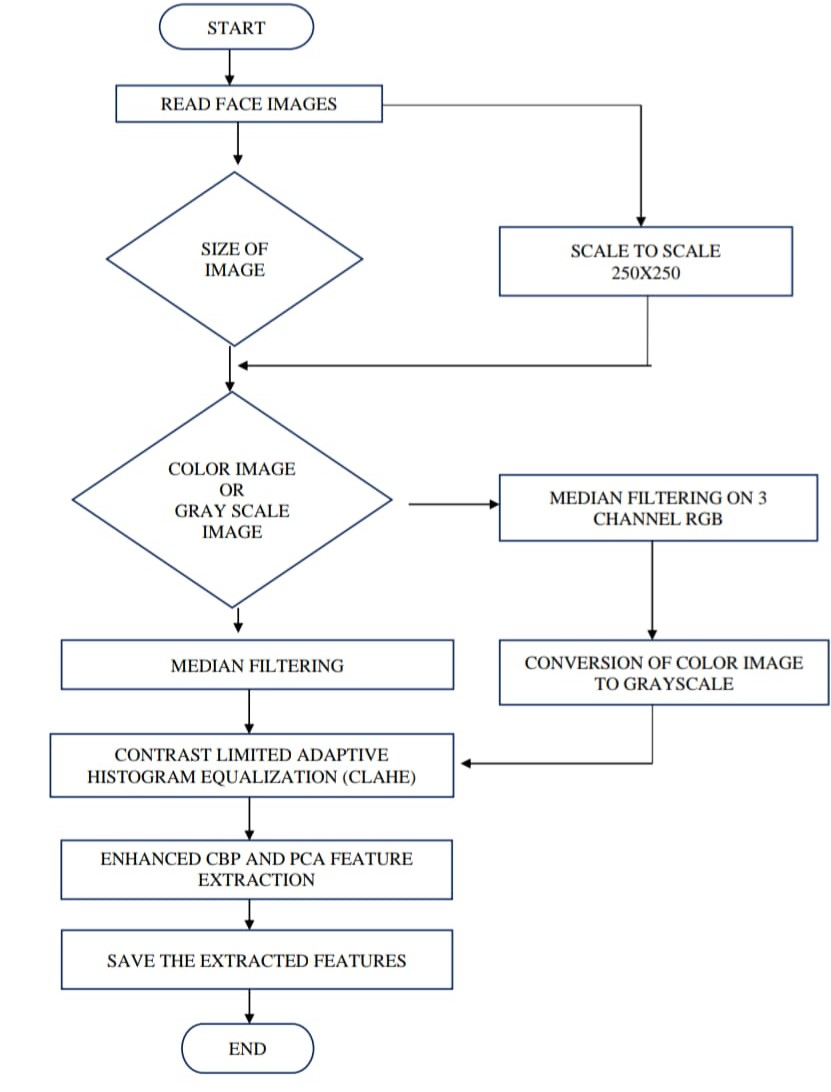 START
READ FACE IMAGES
SIZE OF
IMAGE
SCALE TO SCALE
250X250
COLOR IMAGE
OR
GRAY SCALE
IMAGE
MEDIAN FILTERING ON 3
CHANNEL RGB
MEDIAN FILTERING
CONVERSION OF COLOR IMAGE
TO GRAYSCALE
CONTRAST LIMITED ADAPTIVE
HISTOGRAM EQUALIZATION (CLAHE)
ENHANCED CBP AND PCA FEATURE
EXTRACTION
SAVE THE EXTRACTED FEATURES
END